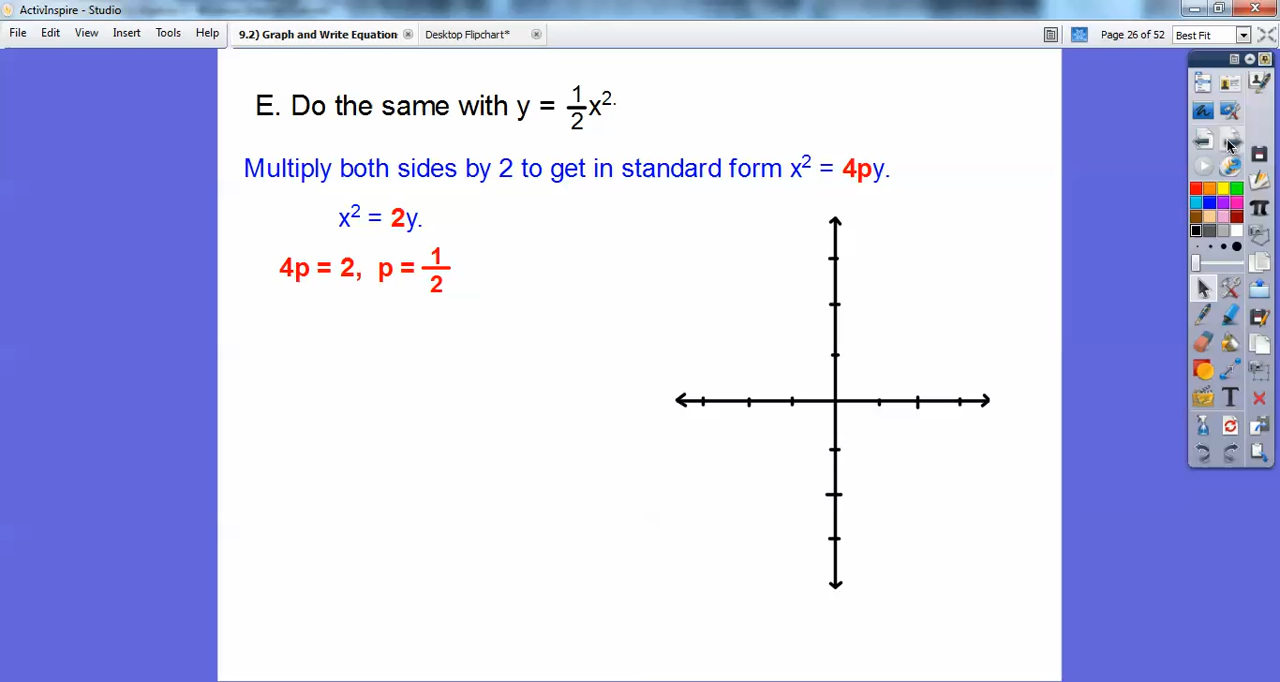 ActivInspire - Studio
File Edit View Insert Tools Help
9.2) Graph and Write Equation Desktop Flipchart*
Page 26 of 52 Best Fit
E. Do the same with y = 1/2 x².
Multiply both sides by 2 to get in standard form x² = 4py.
x² = 2y.
4p = 2, p = 1/2